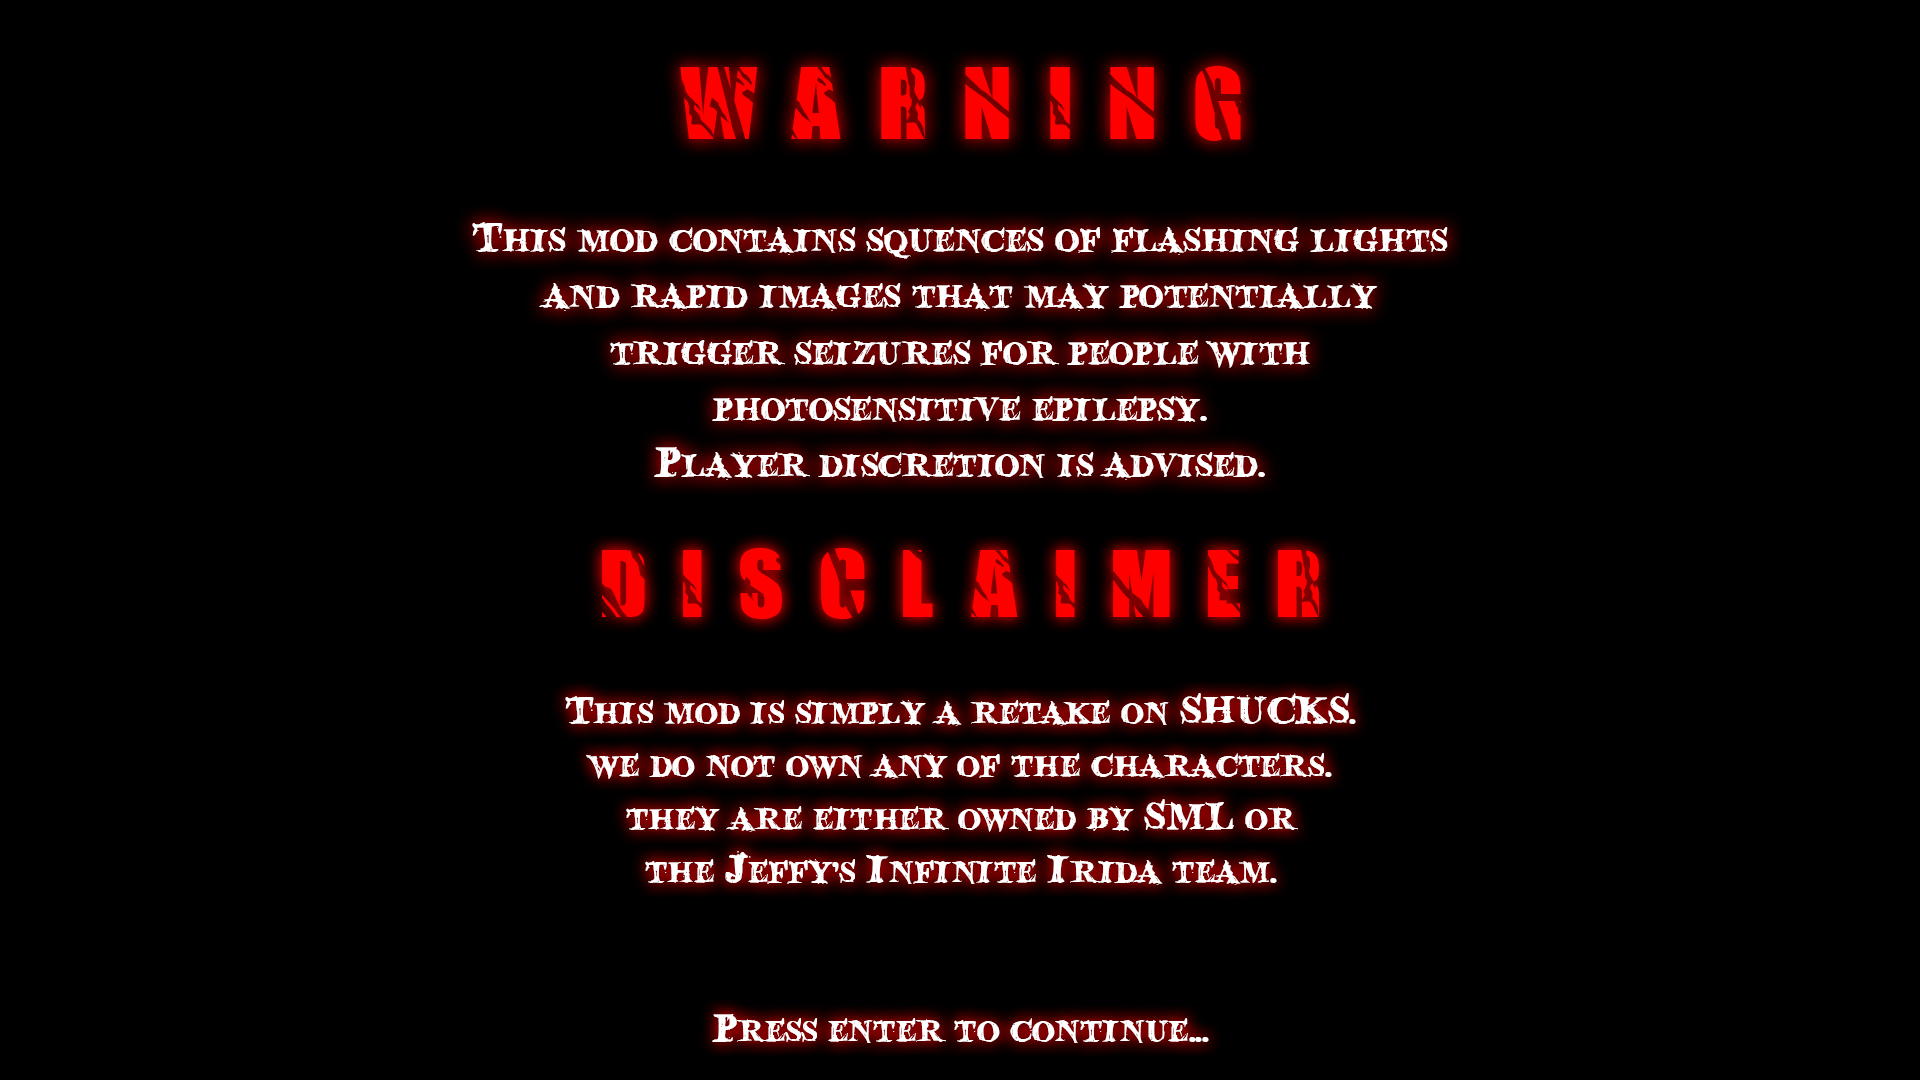 WARNING
This mod contains squences of flashing lights
and rapid images that may potentially
trigger seizures for people with
photosensitive epilepsy.
Player discretion is advised.
DISCLAIMER
This mod is simply a retake on SHUCKS.
we do not own any of the characters.
they are either owned by SML or
the Jeffy's Infinite Irida team.
Press enter to continue...